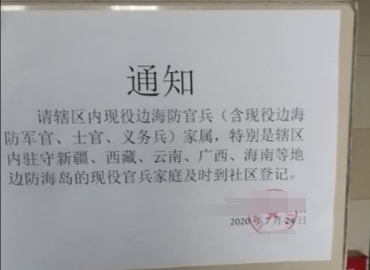 通知
请辖区内现役边海防官兵（含现役边海
防军官、士官、义务兵）家属，特别是辖区
内驻守新疆、西藏、云南、广西、海南等地
边防海岛的现役官兵家庭及时到社区登记。
2020年7月24日